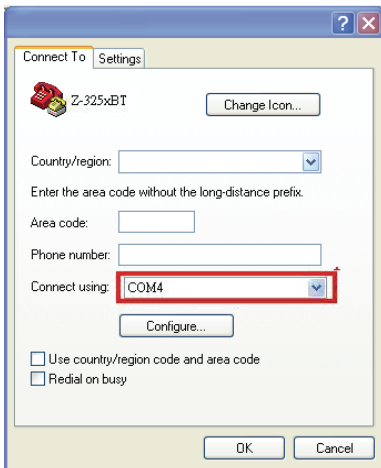 Connect To Settings
Z-325xBT
Change Icon...
Country/region:
Enter the area code without the long-distance prefix.
Area code:
Phone number:
Connect using: COM4
Configure...
Use country/region code and area code
Redial on busy
OK Cancel